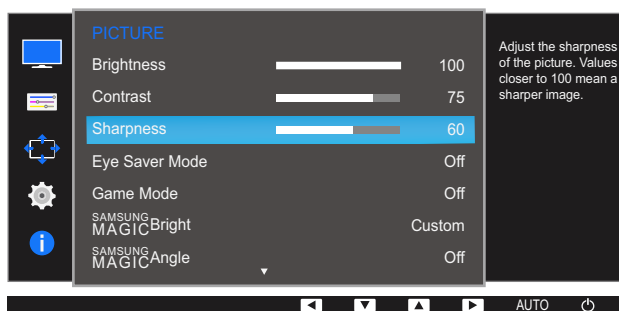 PICTURE
Brightness 100
Contrast 75
Sharpness 60
Eye Saver Mode Off
Game Mode Off
SAMSUNG
MAGICBright Custom
SAMSUNG
MAGICAngle Off
Adjust the sharpness
of the picture. Values
closer to 100 mean a
sharper image.
AUTO